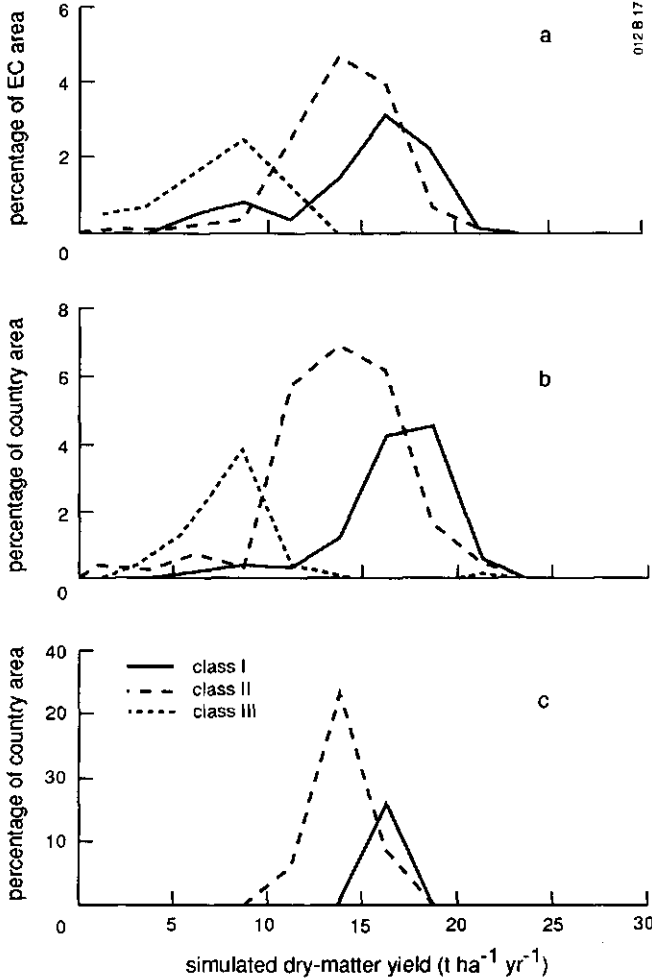 012 B 17
a
percentage of EC area
6
4
2
0
b
percentage of country area
8
6
4
2
0
c
percentage of country area
40
20
30
10
0
class I
class II
class III
5
10
15
20
25
30
simulated dry-matter yield (t ha⁻¹ yr⁻¹)